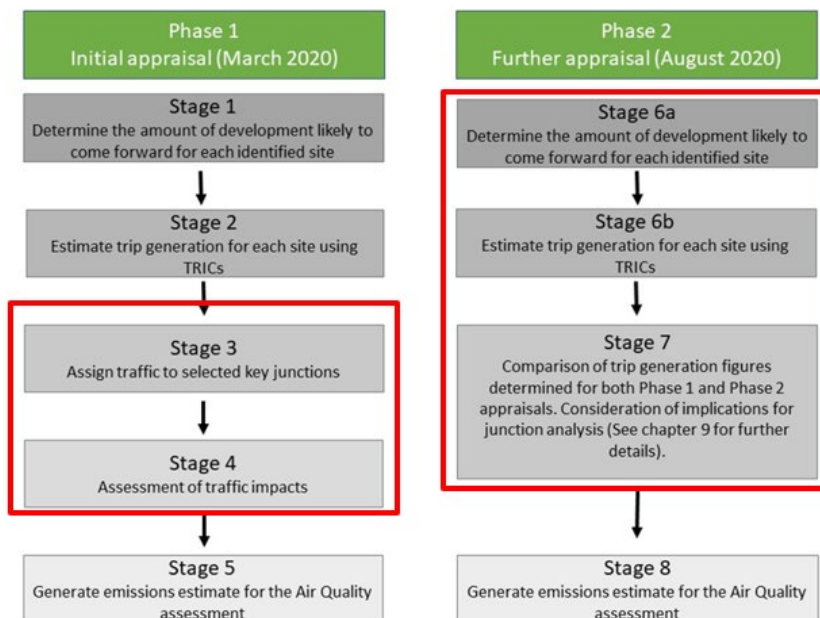 Phase 1
Initial appraisal (March 2020)
Stage 1
Determine the amount of development likely to
come forward for each identified site
Stage 2
Estimate trip generation for each site using
TRICs
Stage 3
Assign traffic to selected key junctions
Stage 4
Assessment of traffic impacts
Stage 5
Generate emissions estimate for the Air Quality
assessment
Phase 2
Further appraisal (August 2020)
Stage 6a
Determine the amount of development likely to
come forward for each identified site
Stage 6b
Estimate trip generation for each site using
TRICs
Stage 7
Comparison of trip generation figures
determined for both Phase 1 and Phase 2
appraisals. Consideration of implications for
junction analysis (See chapter 9 for further
details).
Stage 8
Generate emissions estimate for the Air Quality
assessment